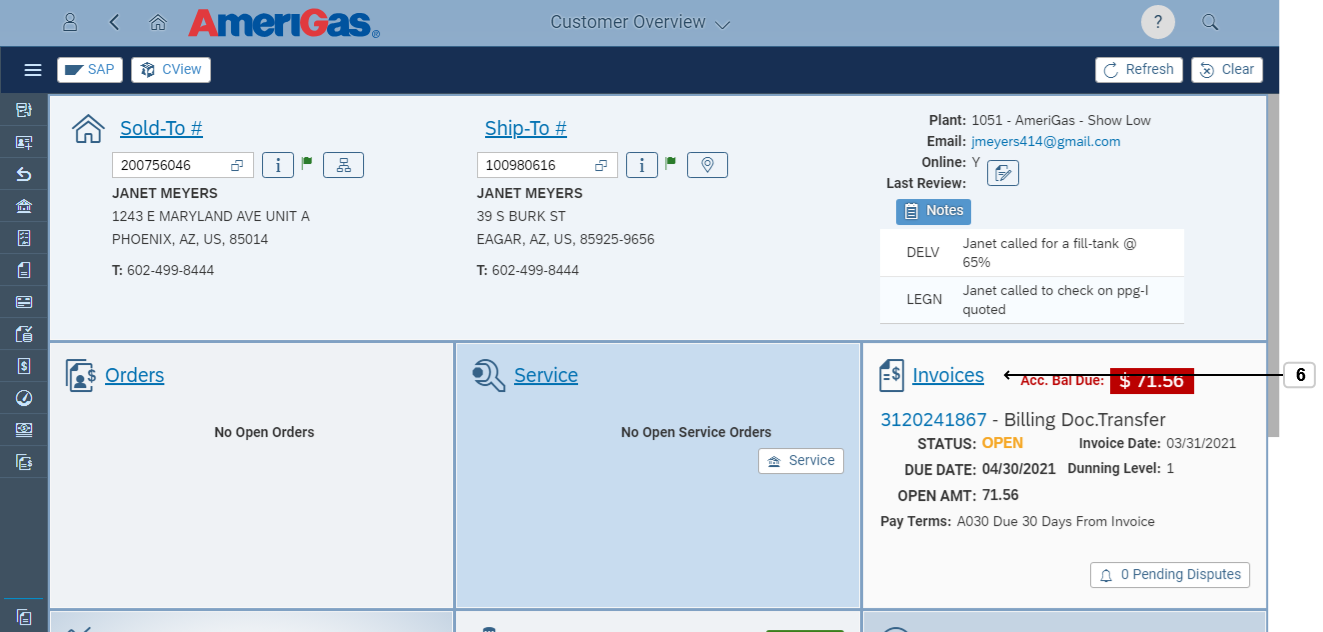 AmeriGas®
Customer Overview
?
SAP
CView
Refresh
Clear
Sold-To #
200756046
i
JANET MEYERS
1243 E MARYLAND AVE UNIT A
PHOENIX, AZ, US, 85014
T: 602-499-8444
Ship-To #
100980616
i
JANET MEYERS
39 S BURK ST
EAGAR, AZ, US, 85925-9656
T: 602-499-8444
Plant: 1051 - AmeriGas - Show Low
Email: jmeyers414@gmail.com
Online: Y
Last Review:
Notes
DELV Janet called for a fill-tank @
65%
LEGN Janet called to check on ppg-I
quoted
Orders
No Open Orders
Service
No Open Service Orders
Service
Invoices
Acc. Bal Due: $ 71.56
6
3120241867 - Billing Doc.Transfer
STATUS: OPEN Invoice Date: 03/31/2021
DUE DATE: 04/30/2021 Dunning Level: 1
OPEN AMT: 71.56
Pay Terms: A030 Due 30 Days From Invoice
0 Pending Disputes